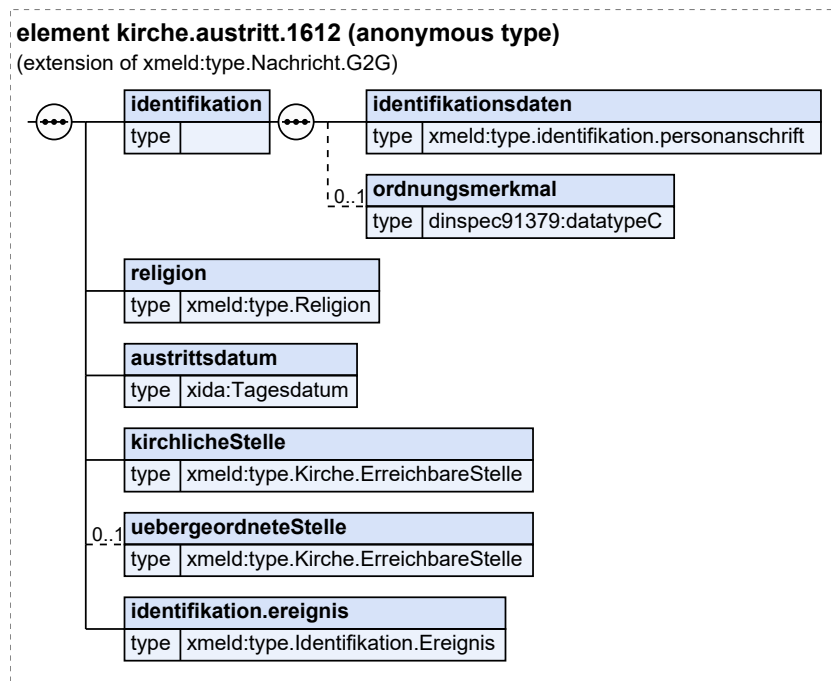 element kirche.austritt.1612 (anonymous type)
(extension of xmeld:type.Nachricht.G2G)
identifikation
type
identifikationsdaten
type xmeld:type.identifikation.personanschrift
0..1
ordnungsmerkmal
type dinspec91379:datatypeC
religion
type xmeld:type.Religion
austrittsdatum
type xida:Tagesdatum
kirchlicheStelle
type xmeld:type.Kirche.ErreichbareStelle
0..1
uebergeordneteStelle
type xmeld:type.Kirche.ErreichbareStelle
identifikation.ereignis
type xmeld:type.Identifikation.Ereignis